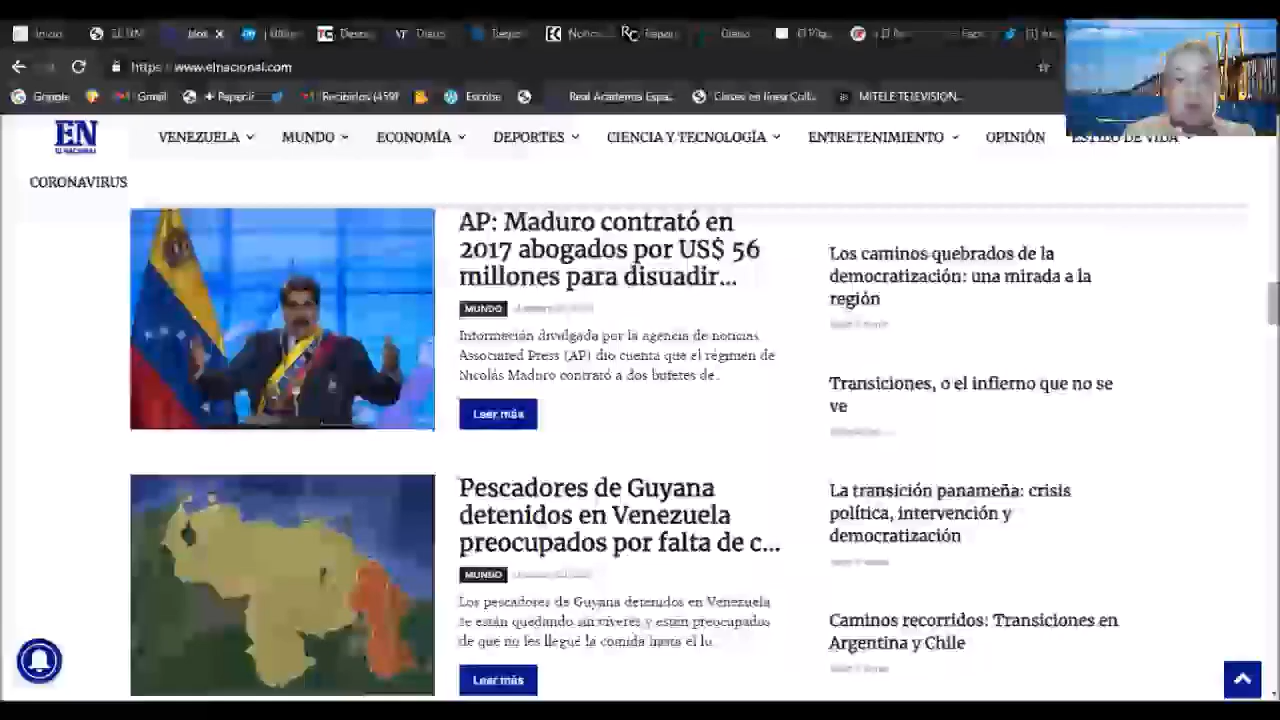 Inicio
https www.elnacional.com
Google
Gmail
Recibidos (459
Escribe
Real Academia Espa...
Clases en línea Cult...
MITELE TELEVISION...
EN
EL NACIONAL
VENEZUELA
MUNDO
ECONOMÍA
DEPORTES
CIENCIA Y TECNOLOGÍA
ENTRETENIMIENTO
OPINIÓN
ESTILO DE VIDA
CORONAVIRUS
AP: Maduro contrató en
2017 abogados por US$ 56
millones para disuadir...
MUNDO
Información divulgada por la agencia de noticias
Associated Press (AP) dio cuenta que el régimen de
Nicolás Maduro contrató a dos bufetes de..
Leer más
Pescadores de Guyana
detenidos en Venezuela
preocupados por falta de c...
MUNDO
Los pescadores de Guyana detenidos en Venezuela
se están quedando sin víveres y están preocupados
de que no les llegue la comida hasta el lu..
Leer más
Los caminos quebrados de la
democratización: una mirada a la
región
Transiciones, o el infierno que no se
ve
La transición panameña: crisis
política, intervención y
democratización
Caminos recorridos: Transiciones en
Argentina y Chile